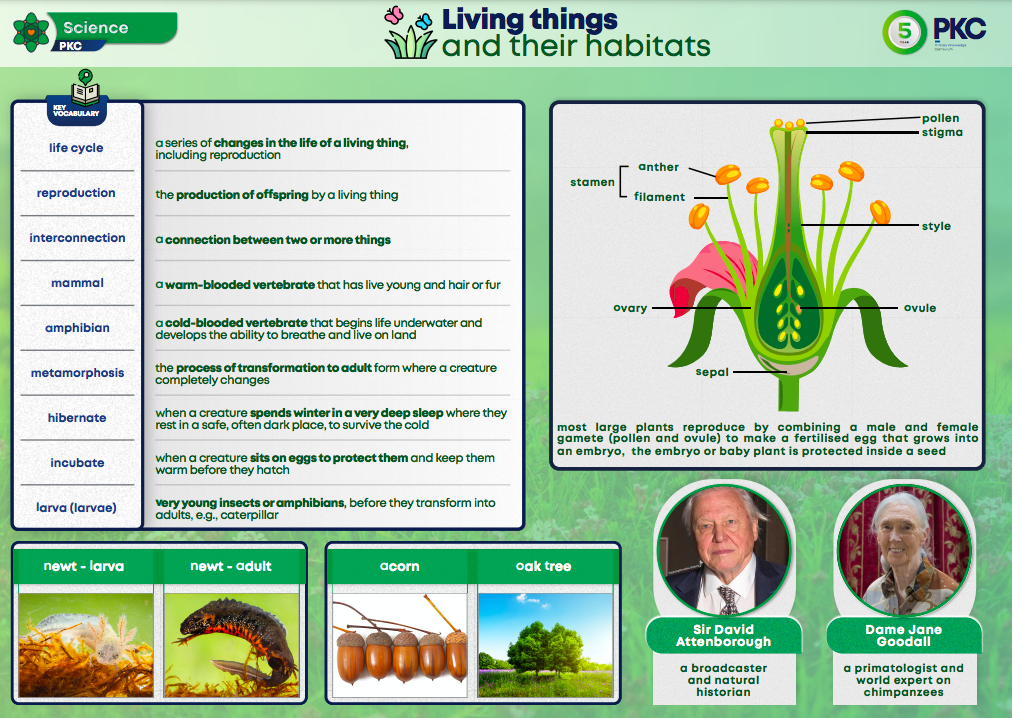 Science
PKC
Living things
and their habitats
5
YEAR
PKC
KEY
VOCABULARY
life cycle
a series of changes in the life of a living thing,
including reproduction
reproduction
the production of offspring by a living thing
interconnection
a connection between two or more things
mammal
a warm-blooded vertebrate that has live young and hair or fur
amphibian
a cold-blooded vertebrate that begins life underwater and
develops the ability to breathe and live on land
metamorphosis
the process of transformation to adult form where a creature
completely changes
hibernate
when a creature spends winter in a very deep sleep where they
rest in a safe, often dark place, to survive the cold
incubate
when a creature sits on eggs to protect them and keep them
warm before they hatch
larva (larvae)
very young insects or amphibians, before they transform into
adults, e.g., caterpillar
pollen
stigma
anther
stamen
filament
style
ovary
ovule
sepal
most large plants reproduce by combining a male and female
gamete (pollen and ovule) to make a fertilised egg that grows into
an embryo, the embryo or baby plant is protected inside a seed
newt - larva
newt - adult
acorn
oak tree
Sir David
Attenborough
a broadcaster
and natural
historian
Dame Jane
Goodall
a primatologist and
world expert on
chimpanzees